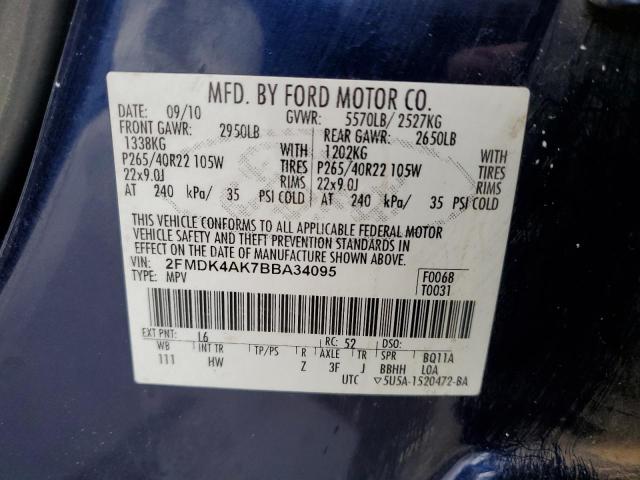 MFD. BY FORD MOTOR CO.
DATE: 09/10 GVWR: 5570LB/ 2527KG
FRONT GAWR: 2950LB REAR GAWR: 2650LB
1338KG 1202KG
P265/40R22 105W TIRES P265/40R22 105W TIRES
22x9.0J RIMS 22x9.0J RIMS
AT 240 kPa/ 35 PSI COLD AT 240 kPa/ 35 PSI COLD
THIS VEHICLE CONFORMS TO ALL APPLICABLE FEDERAL MOTOR
VEHICLE SAFETY AND THEFT PREVENTION STANDARDS IN
EFFECT ON THE DATE OF MANUFACTURE SHOWN ABOVE.
VIN: 2FMDK4AK7BBA34095 F0068
TYPE: MPV T0031
EXT PNT: L6 RC: 52 DSO:
WB INT TR TP/PS R AXLE TR SPR BQ11A
111 HW Z 3F J BBHH LOA
UTC ▽5U5A-1520472-BA